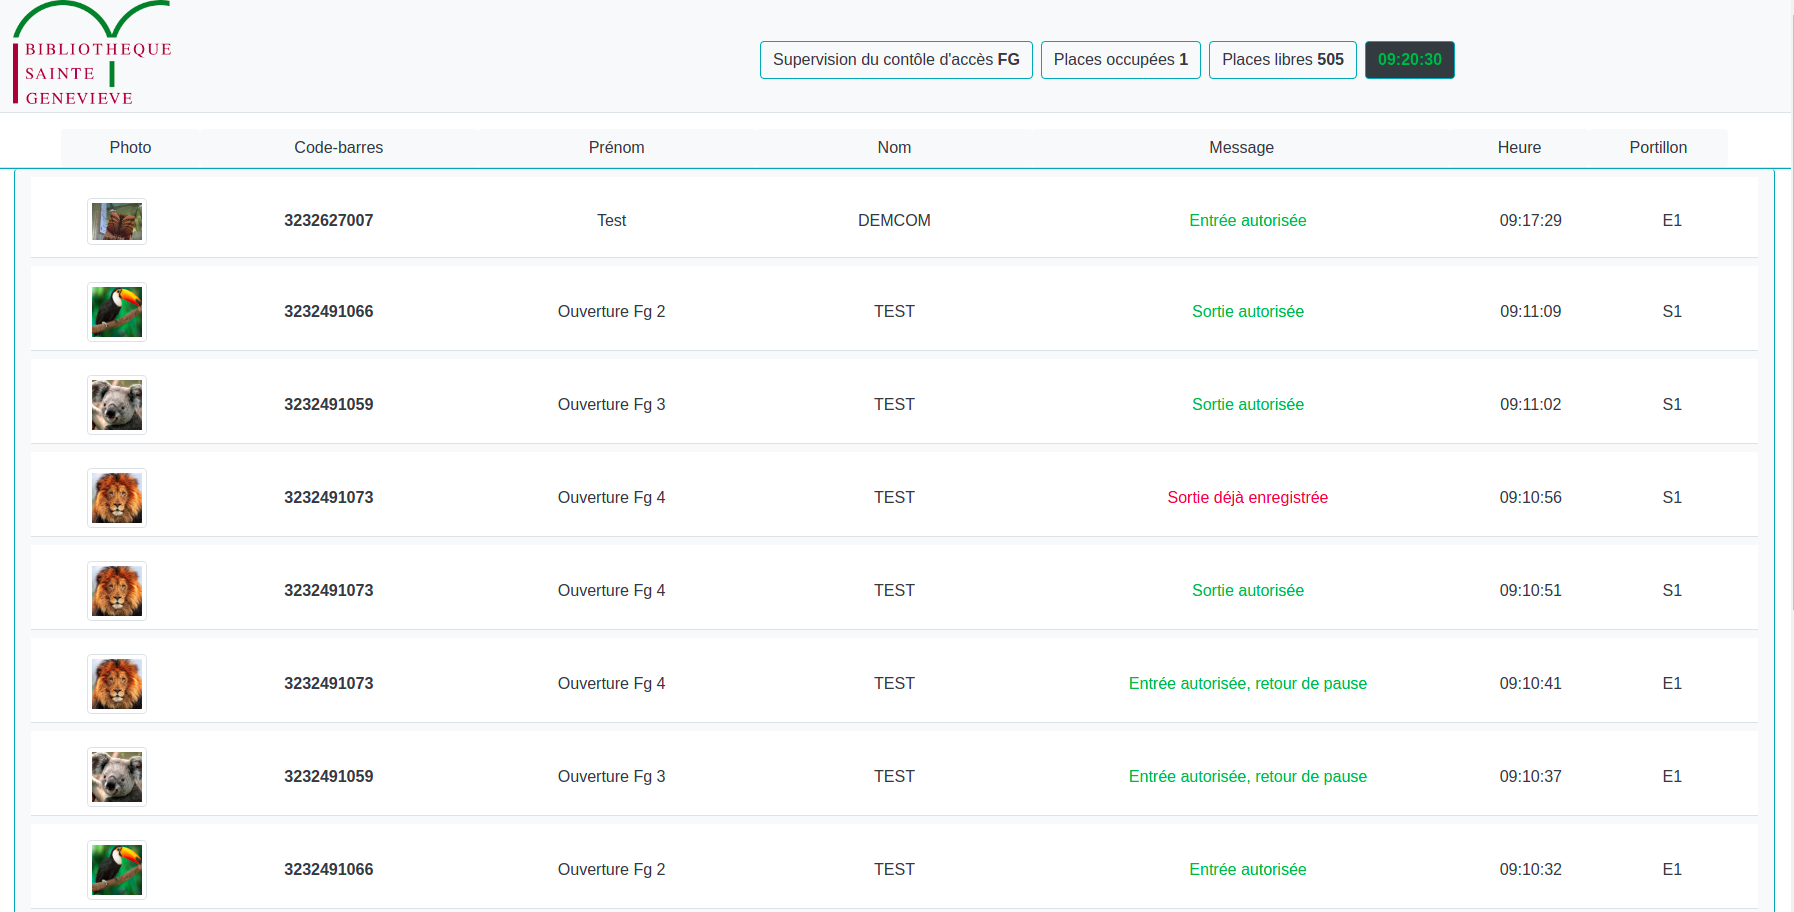 BIBLIOTHEQUE
SAINTE
GENEVIEVE
Supervision du contôle d'accès FG Places occupées 1 Places libres 505 09:20:30
Photo Code-barres Prénom Nom Message Heure Portillon
3232627007 Test DEMCOM Entrée autorisée 09:17:29 E1
3232491066 Ouverture Fg 2 TEST Sortie autorisée 09:11:09 S1
3232491059 Ouverture Fg 3 TEST Sortie autorisée 09:11:02 S1
3232491073 Ouverture Fg 4 TEST Sortie déjà enregistrée 09:10:56 S1
3232491073 Ouverture Fg 4 TEST Sortie autorisée 09:10:51 S1
3232491073 Ouverture Fg 4 TEST Entrée autorisée, retour de pause 09:10:41 E1
3232491059 Ouverture Fg 3 TEST Entrée autorisée, retour de pause 09:10:37 E1
3232491066 Ouverture Fg 2 TEST Entrée autorisée 09:10:32 E1